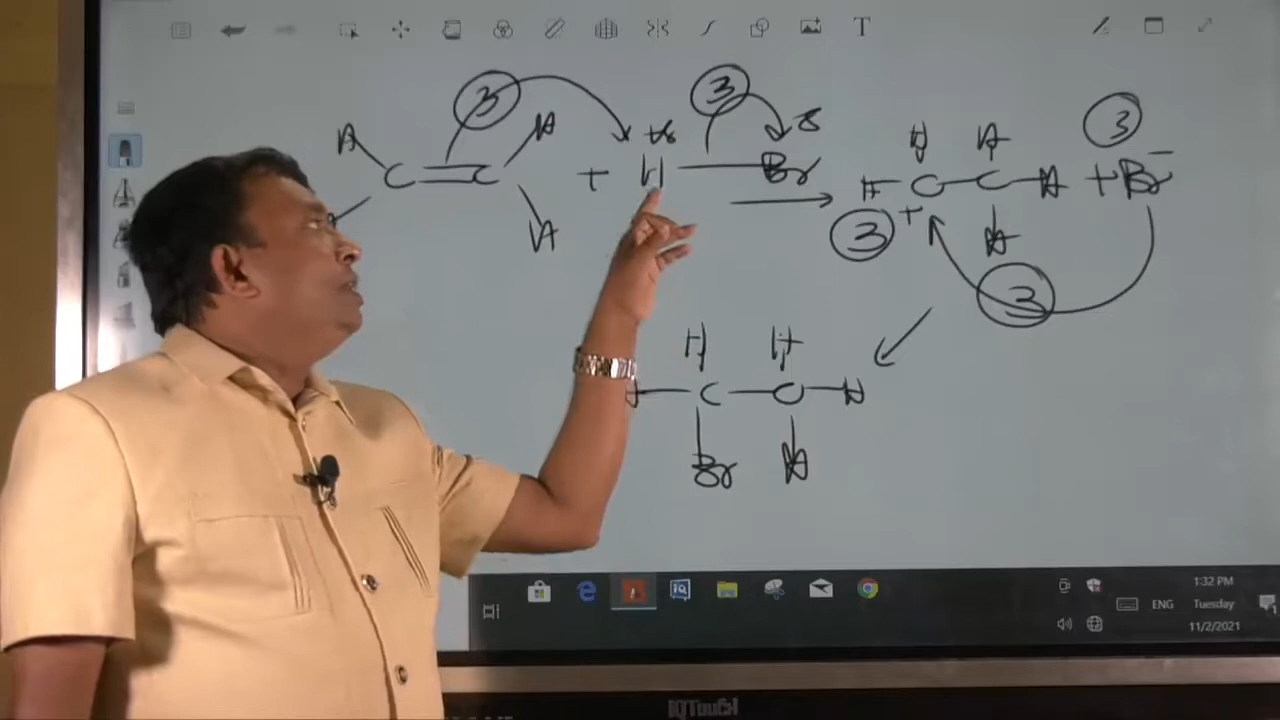 T
3 3 3
H H +δ δ H H
C = C + H — Br → H C — C — H + Br⁻
+
H H
3
3
H H
H — C — C — H
Br H
1:32 PM
ENG Tuesday
11/2/2021
IQTouch